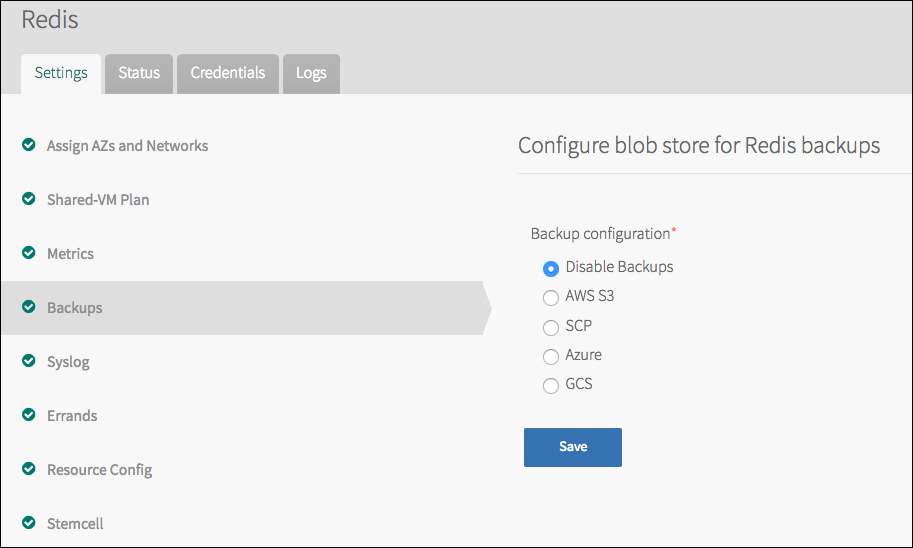 Redis
Settings
Status
Credentials
Logs
Assign AZs and Networks
Shared-VM Plan
Metrics
Backups
Syslog
Errands
Resource Config
Stemcell
Configure blob store for Redis backups
Backup configuration*
Disable Backups
AWS S3
SCP
Azure
GCS
Save